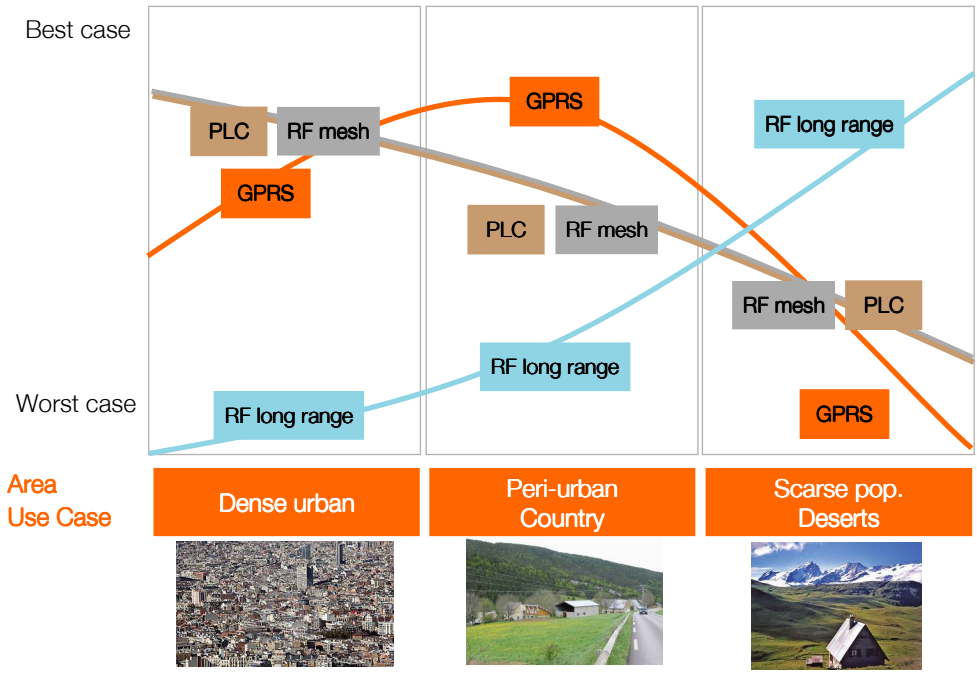 Best case
PLC
RF mesh
GPRS
GPRS
RF long range
PLC
RF mesh
RF mesh
PLC
RF long range
Worst case
RF long range
GPRS
Area
Use Case
Dense urban
Peri-urban
Country
Scarse pop.
Deserts